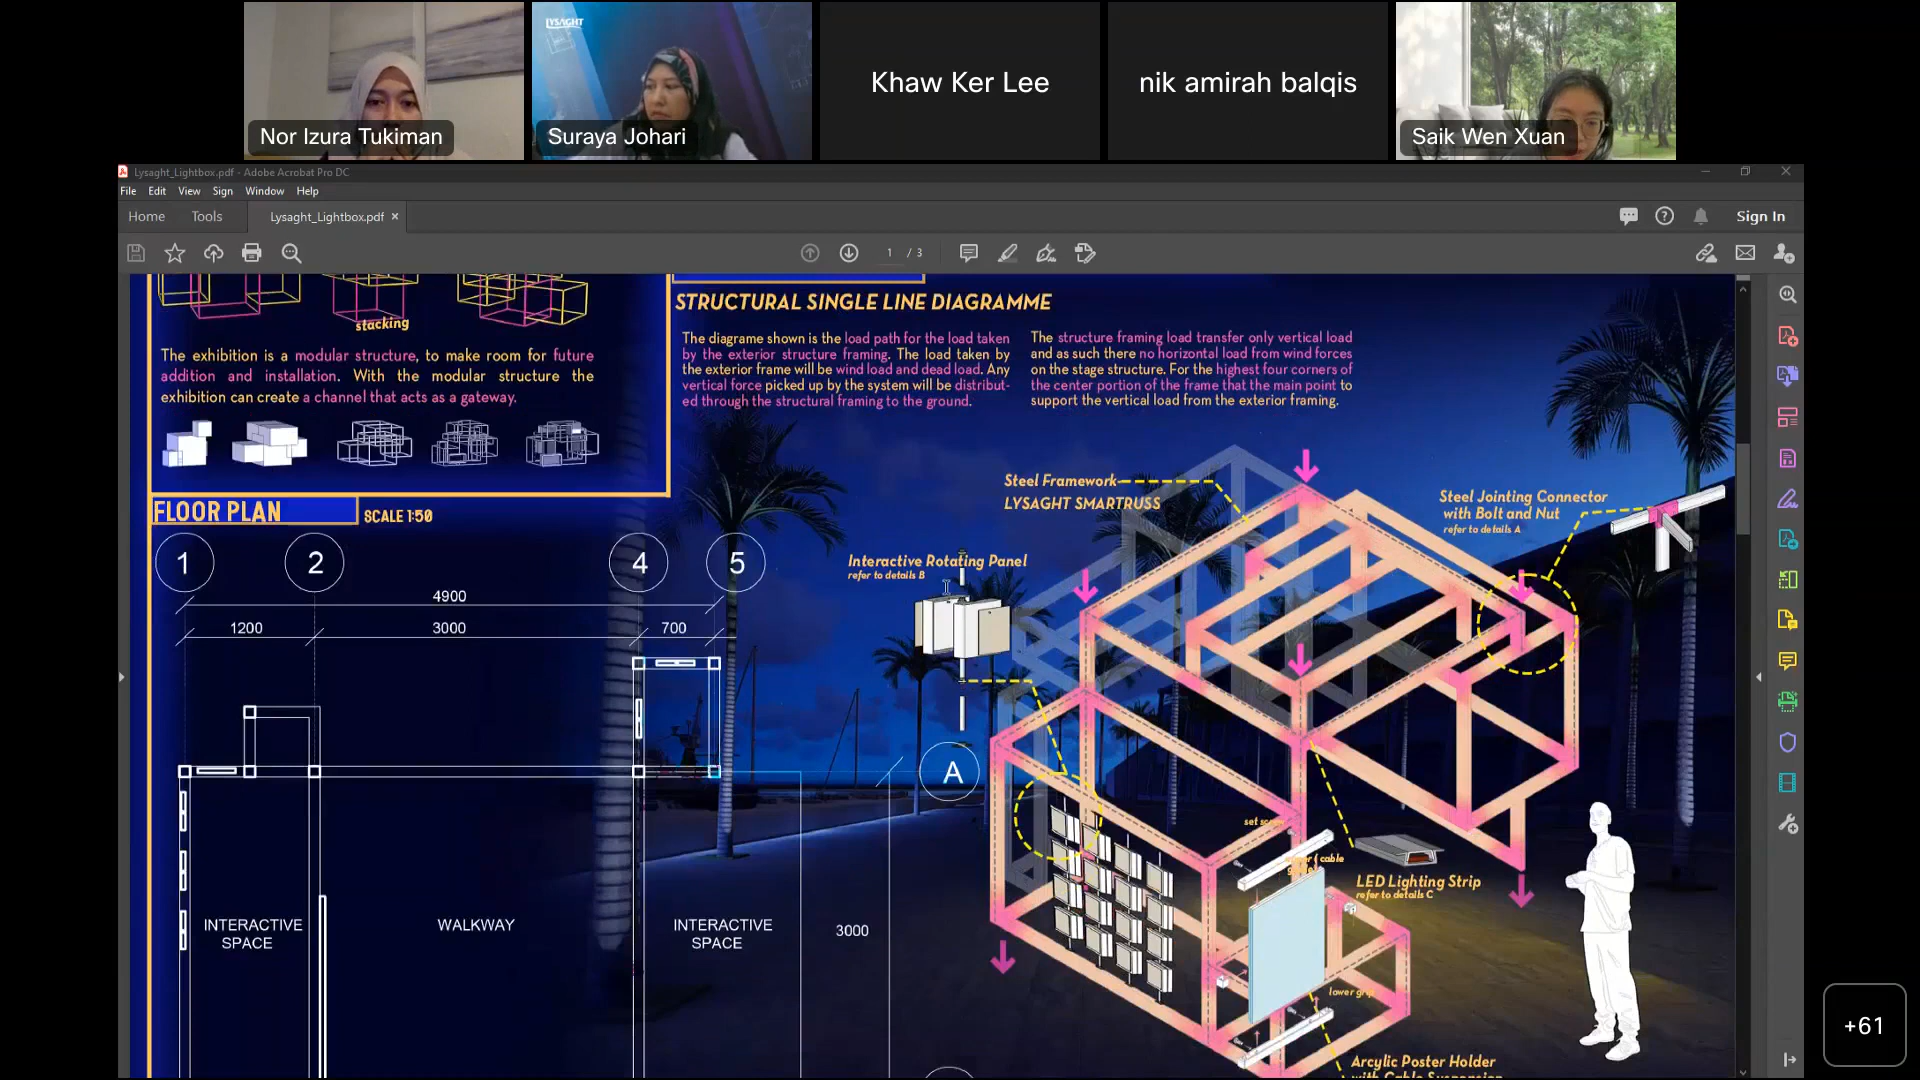 LYSAGHT
Nor Izura Tukiman
Suraya Johari
Khaw Ker Lee
nik amirah balqis
Saik Wen Xuan
Lysaght_Lightbox.pdf - Adobe Acrobat Pro DC
File Edit View Sign Window Help
Home Tools Lysaght_Lightbox.pdf × Sign In
1 / 3
stacking
The exhibition is a modular structure, to make room for future
addition and installation. With the modular structure the
exhibition can create a channel that acts as a gateway.
STRUCTURAL SINGLE LINE DIAGRAMME
The diagrame shown is the load path for the load taken
by the exterior structure framing. The load taken by
the exterior frame will be wind load and dead load. Any
vertical force picked up by the system will be distribut-
ed through the structural framing to the ground.
The structure framing load transfer only vertical load
and as such there no horizontal load from wind forces
on the stage structure. For the highest four corners of
the center portion of the frame that the main point to
support the vertical load from the exterior framing.
FLOOR PLAN
SCALE 1:50
1 2 4 5
4900
1200 3000 700
INTERACTIVE
SPACE
WALKWAY
INTERACTIVE
SPACE
3000
A
Steel Framework
LYSAGHT SMARTRUSS
Steel Jointing Connector
with Bolt and Nut
refer to details A
Interactive Rotating Panel
refer to details B
LED Lighting Strip
refer to details C
lower grip
Arcylic Poster Holder
with Cable Suspension
+61